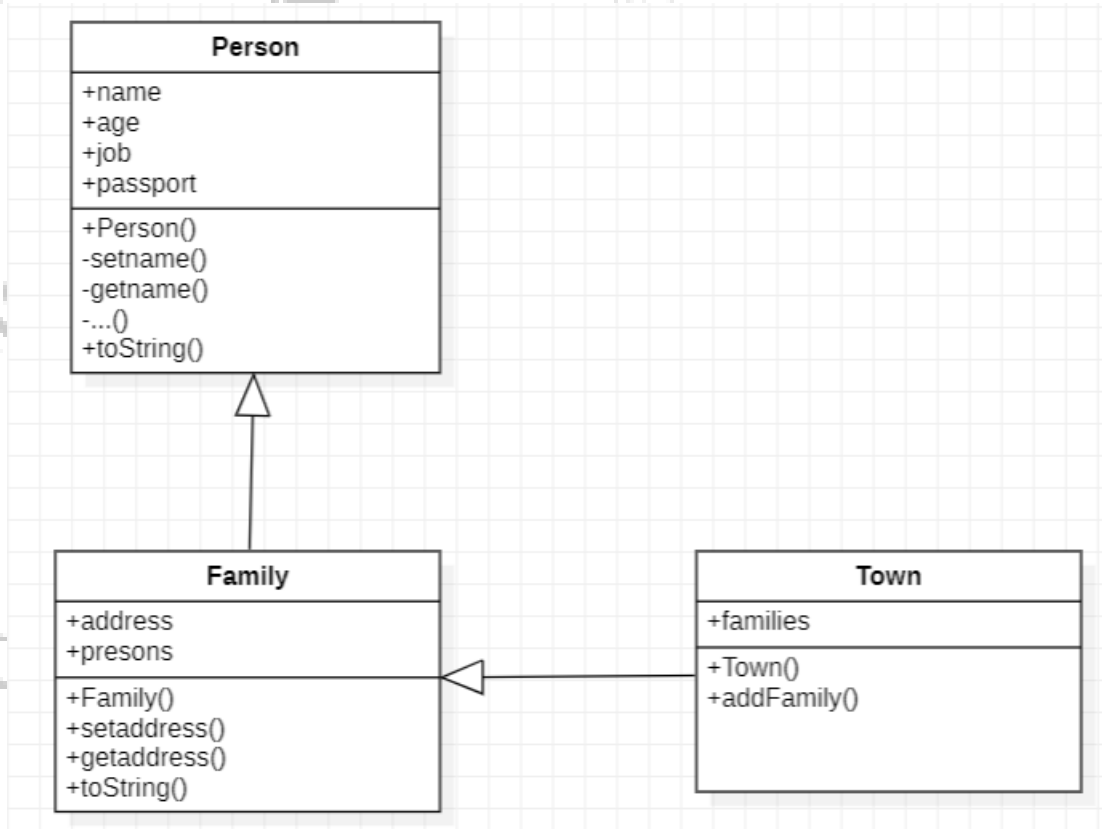 Person
+name
+age
+job
+passport
+Person()
-setname()
-getname()
-...()
+toString()
Family
+address
+presons
+Family()
+setaddress()
+getaddress()
+toString()
Town
+families
+Town()
+addFamily()